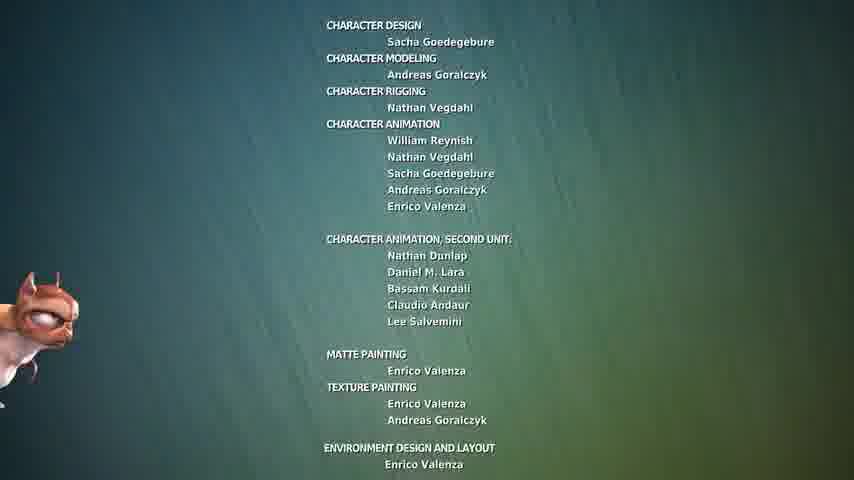 CHARACTER DESIGN
Sacha Goedegebure
CHARACTER MODELING
Andreas Goralczyk
CHARACTER RIGGING
Nathan Vegdahl
CHARACTER ANIMATION
William Reynish
Nathan Vegdahl
Sacha Goedegebure
Andreas Goralczyk
Enrico Valenza
CHARACTER ANIMATION, SECOND UNIT:
Nathan Dunlap
Daniel M. Lara
Bassam Kurdali
Claudio Andaur
Lee Salvemini
MATTE PAINTING
Enrico Valenza
TEXTURE PAINTING
Enrico Valenza
Andreas Goralczyk
ENVIRONMENT DESIGN AND LAYOUT
Enrico Valenza